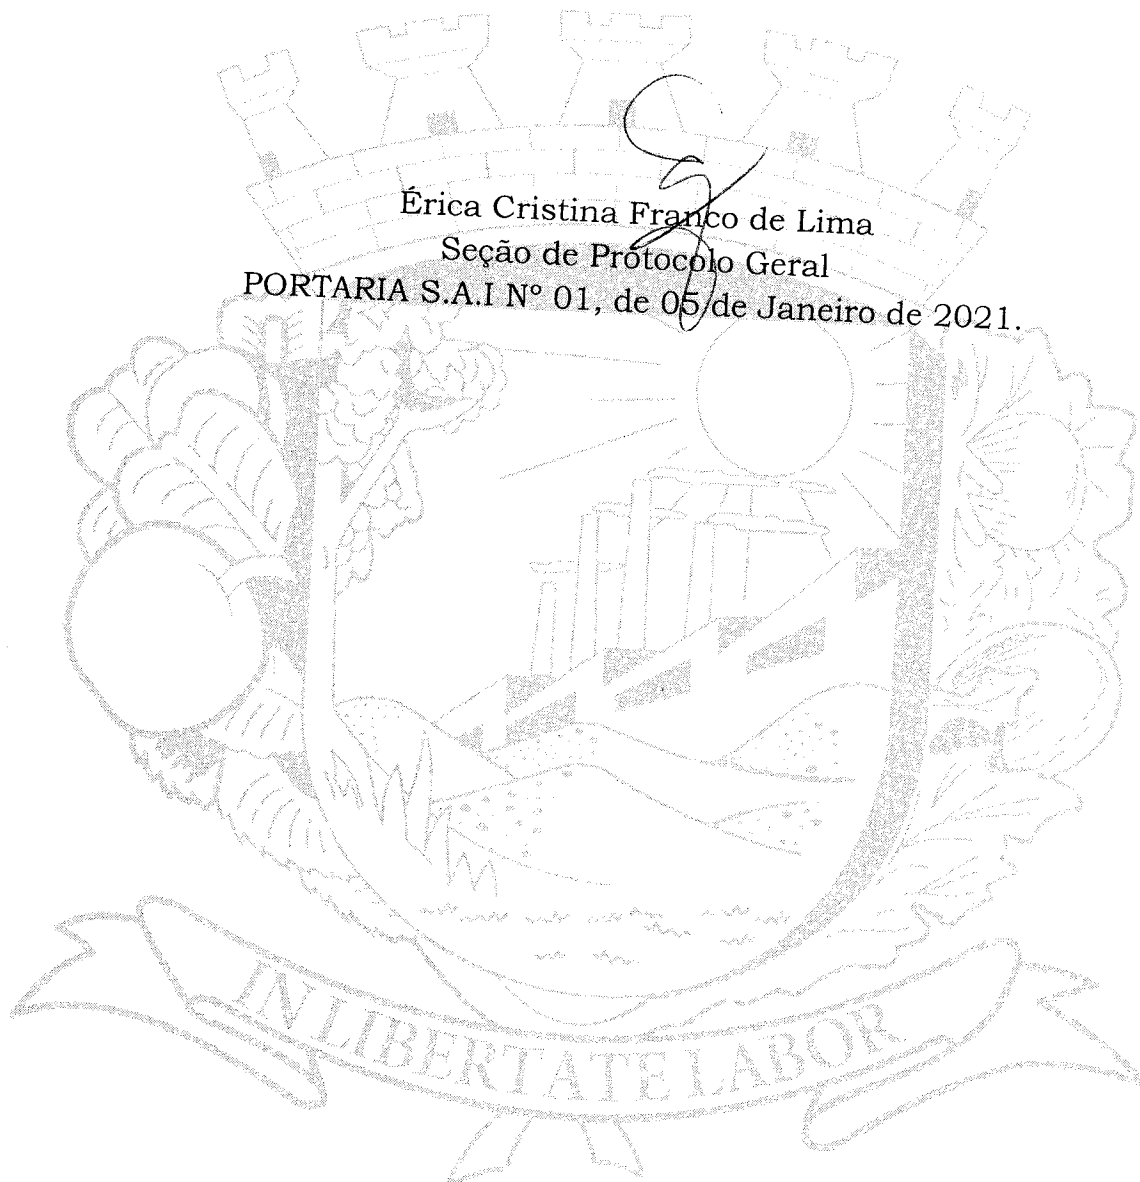 Érica Cristina Franco de Lima
Seção de Protocolo Geral
PORTARIA S.A.I Nº 01, de 05 de Janeiro de 2021.
IN LIBERTATE LABOR